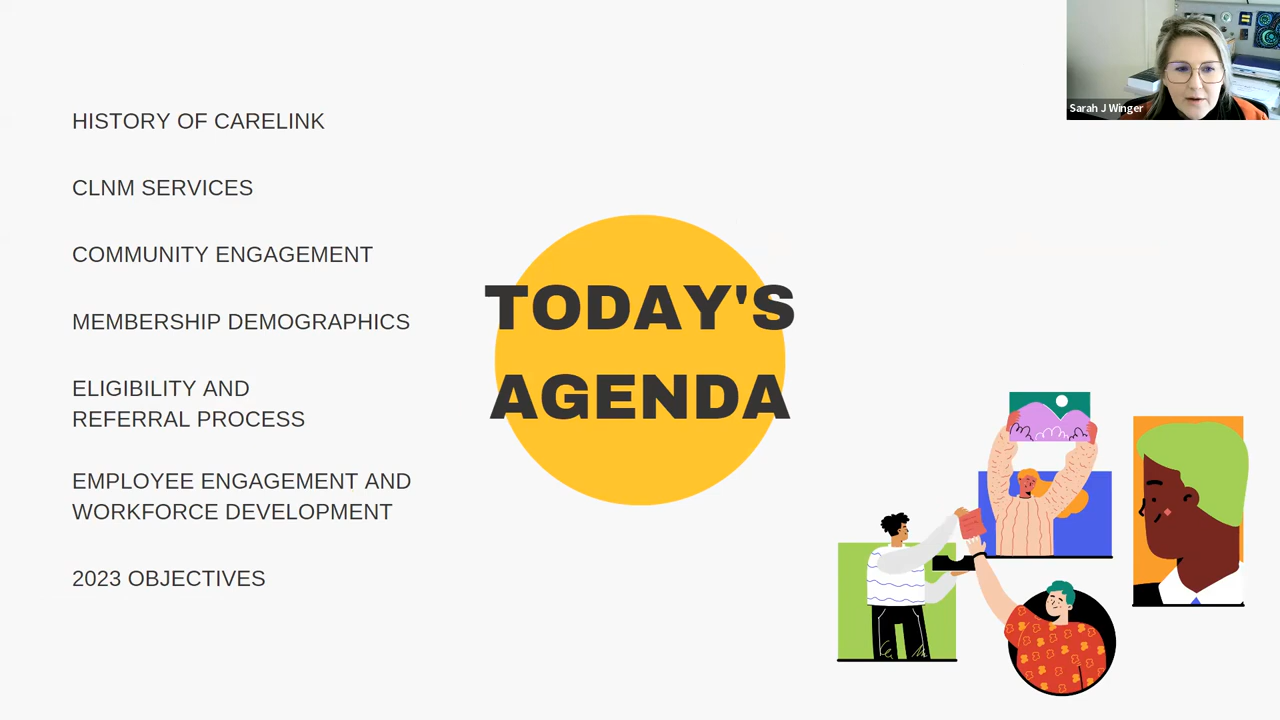 HISTORY OF CARELINK
CLNM SERVICES
COMMUNITY ENGAGEMENT
MEMBERSHIP DEMOGRAPHICS
ELIGIBILITY AND
REFERRAL PROCESS
EMPLOYEE ENGAGEMENT AND
WORKFORCE DEVELOPMENT
2023 OBJECTIVES
TODAY'S
AGENDA
Sarah J Winger